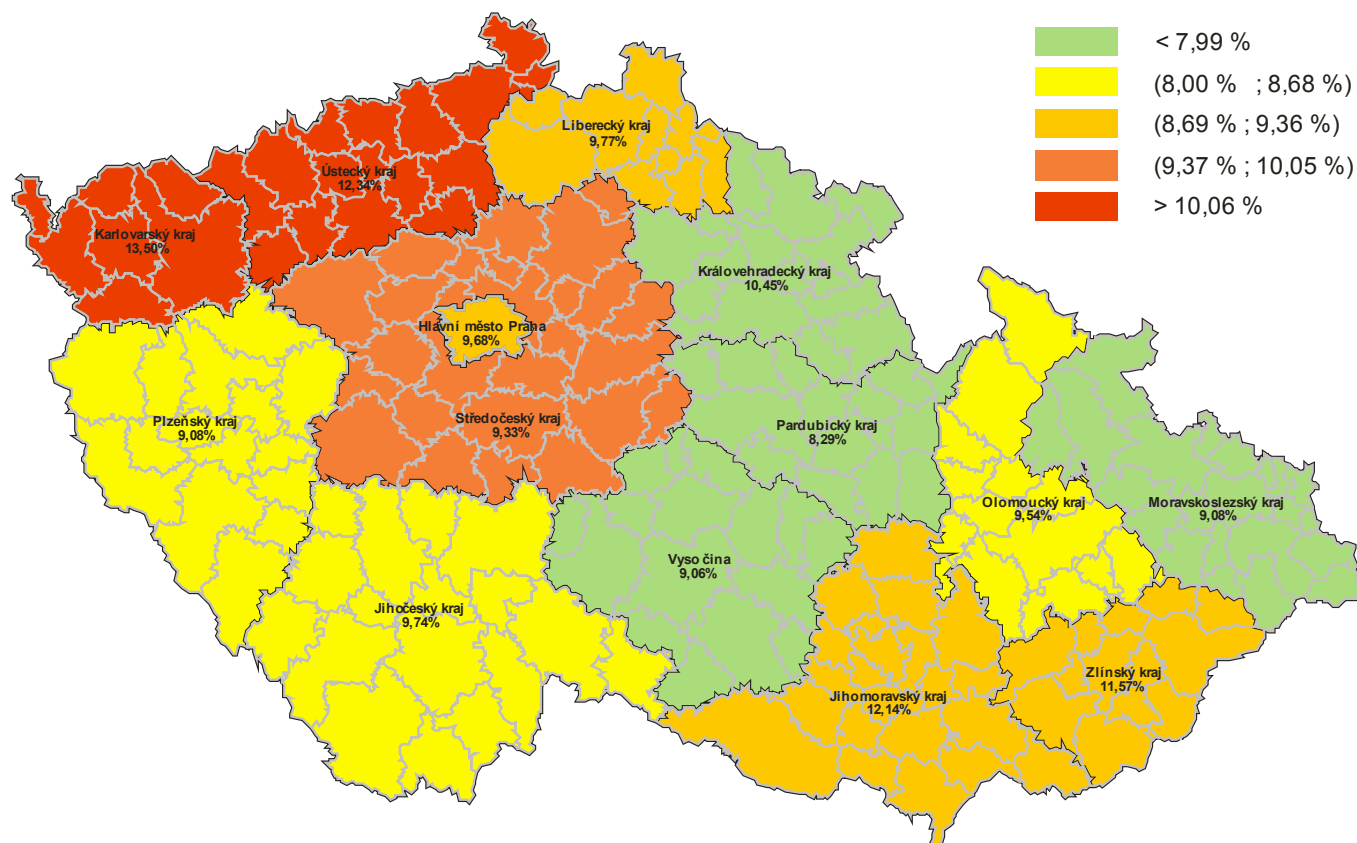 < 7,99 %
(8,00 % ; 8,68 %)
(8,69 % ; 9,36 %)
(9,37 % ; 10,05 %)
> 10,06 %
Liberecký kraj
9,77%
Ústecký kraj
12,34%
Karlovarský kraj
13,50%
Královehradecký kraj
10,45%
Hlavní město Praha
9,68%
Plzeňský kraj
9,08%
Středočeský kraj
9,33%
Pardubický kraj
8,29%
Olomoucký kraj
9,54%
Moravskoslezský kraj
9,08%
Vyso čina
9,06%
Jihočeský kraj
9,74%
Zlínský kraj
11,57%
Jihomoravský kraj
12,14%